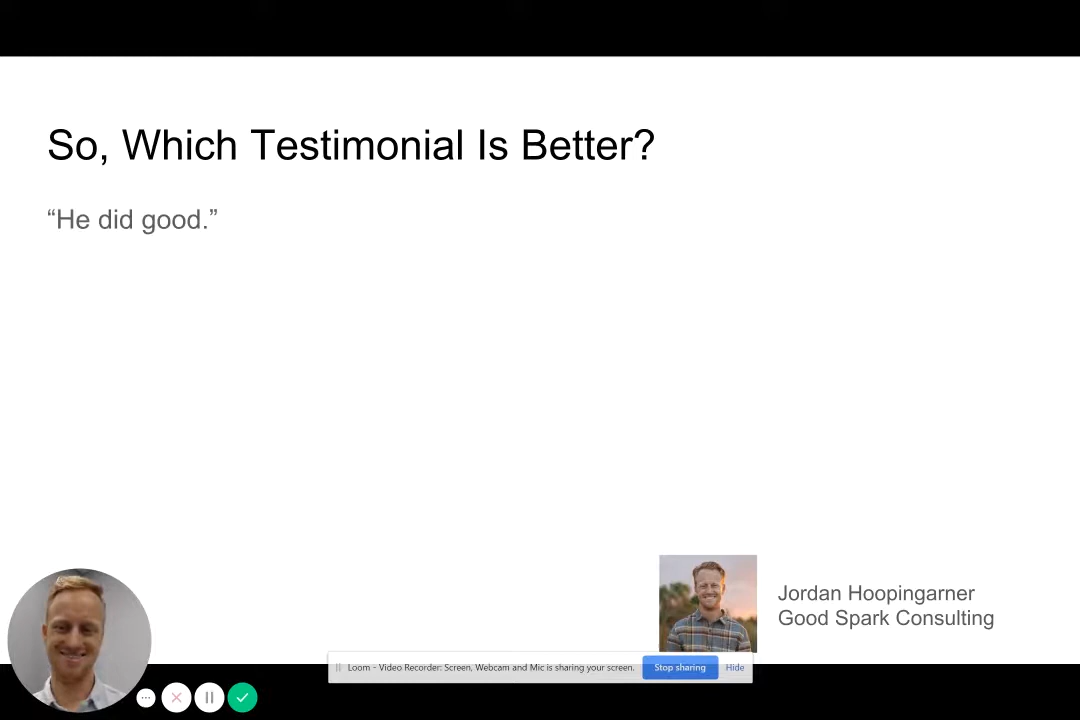 So, Which Testimonial Is Better?
“He did good.”
Jordan Hoopingarner
Good Spark Consulting
Loom - Video Recorder: Screen, Webcam and Mic is sharing your screen. Stop sharing Hide